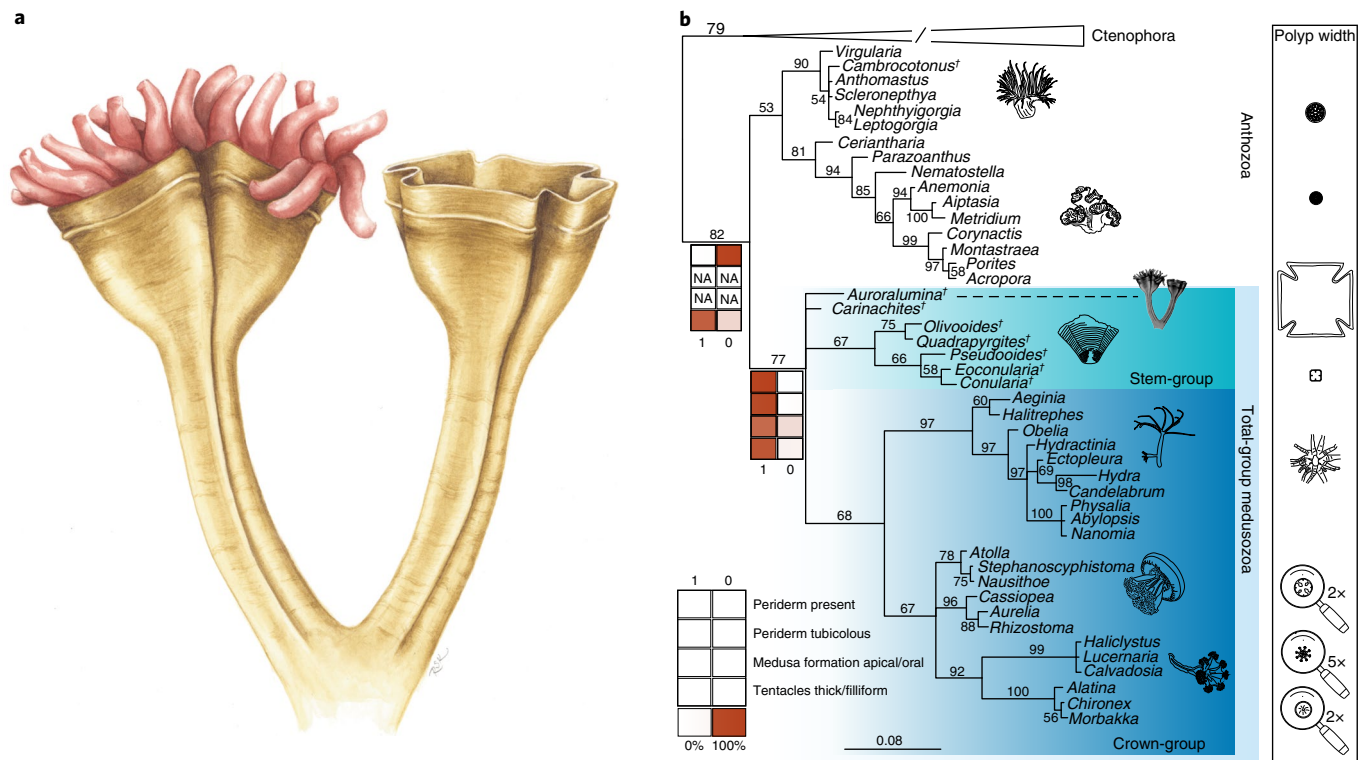 a
b
79
Ctenophora
Polyp width
Virgularia
90
Cambrocotonus†
Anthomastus
54
Scleronepthya
Nephthyigorgia
84
Leptogorgia
53
Ceriantharia
81
Parazoanthus
94
Nematostella
85
Anemonia
94
Aiptasia
100
Metridium
66
Corynactis
99
Montastraea
97
Porites
58
Acropora
Anthozoa
82
NA NA
NA NA
1 0
Auroralumina†
Carinachites†
Olivooides†
75
Quadrapyrgites†
67
Pseudooides†
66
Eoconularia†
58
Conularia†
Stem-group
77
1 0
Aeginia
60
Halitrephes
97
Obelia
97
Hydractinia
Ectopleura
97
69
Hydra
98
Candelabrum
Physalia
100
Abylopsis
Nanomia
68
Total-group medusozoa
Atolla
78
Stephanoscyphistoma
75
Nausithoe
Cassiopea
96
Aurelia
67
88
Rhizostoma
Haliclystus
99
Lucernaria
Calvadosia
92
Alatina
100
Chironex
56
Morbakka
Crown-group
2×
5×
2×
1 0
Periderm present
Periderm tubicolous
Medusa formation apical/oral
Tentacles thick/filliform
0% 100%
0.08